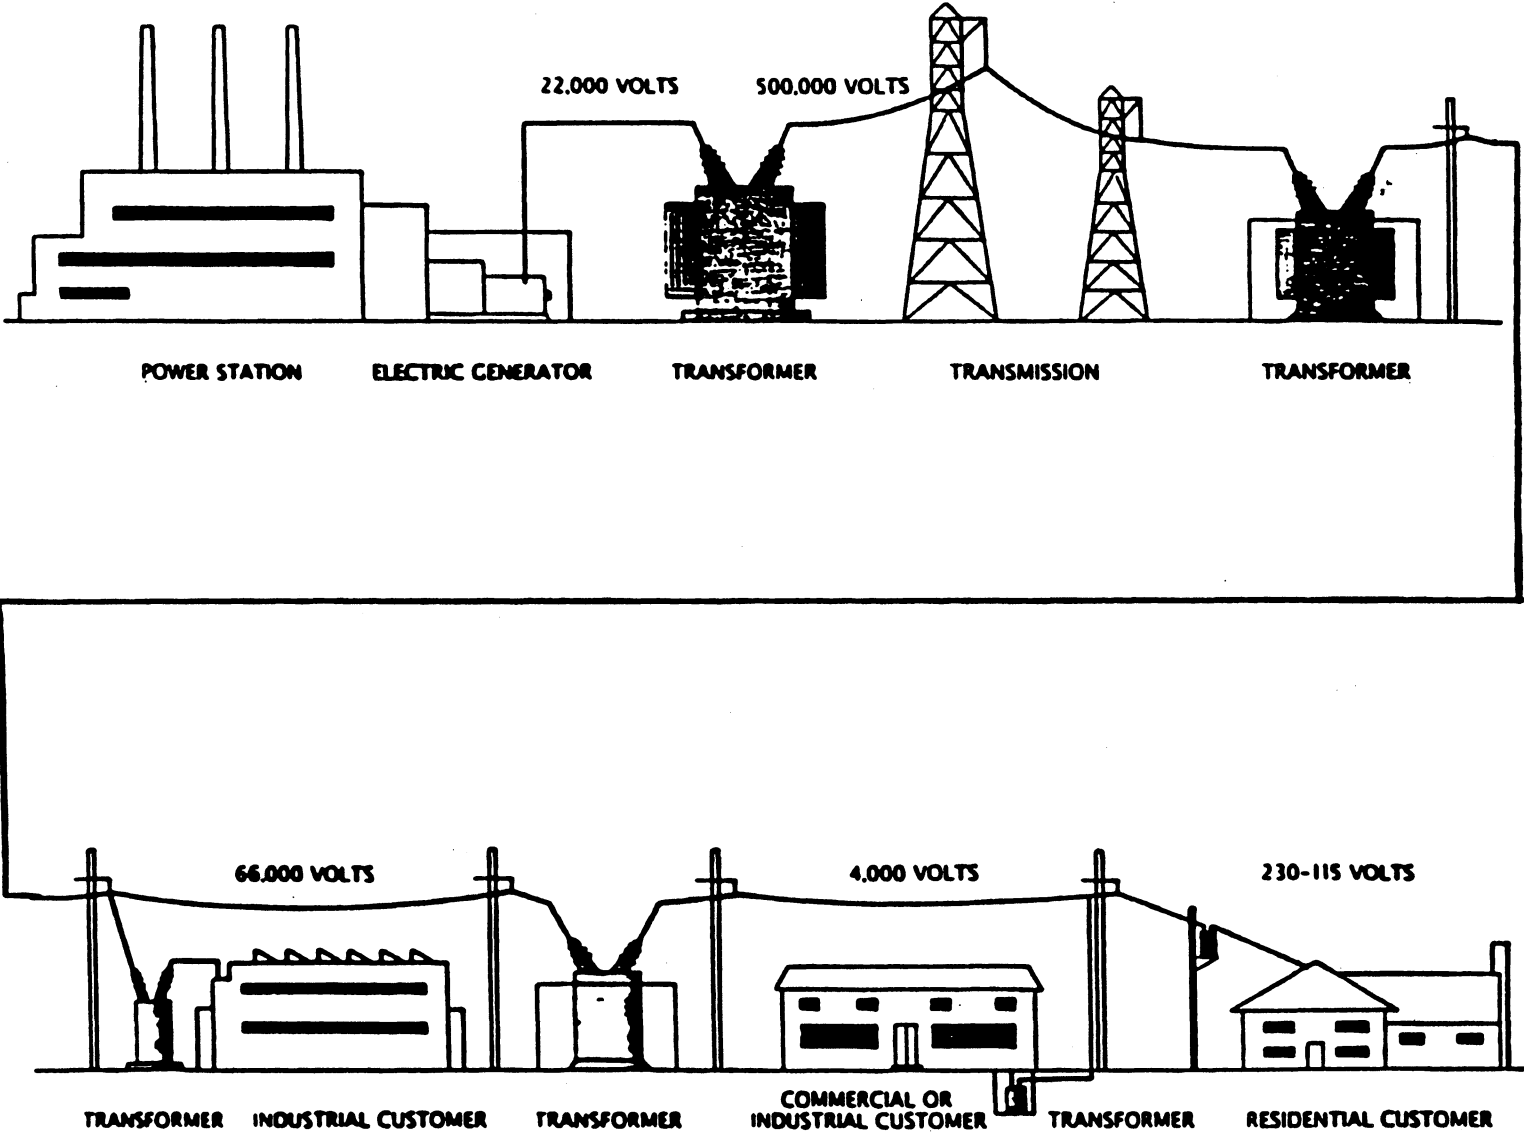 22,000 VOLTS
500,000 VOLTS
POWER STATION
ELECTRIC GENERATOR
TRANSFORMER
TRANSMISSION
TRANSFORMER
66,000 VOLTS
4,000 VOLTS
230-115 VOLTS
TRANSFORMER
INDUSTRIAL CUSTOMER
TRANSFORMER
COMMERCIAL OR
INDUSTRIAL CUSTOMER
TRANSFORMER
RESIDENTIAL CUSTOMER